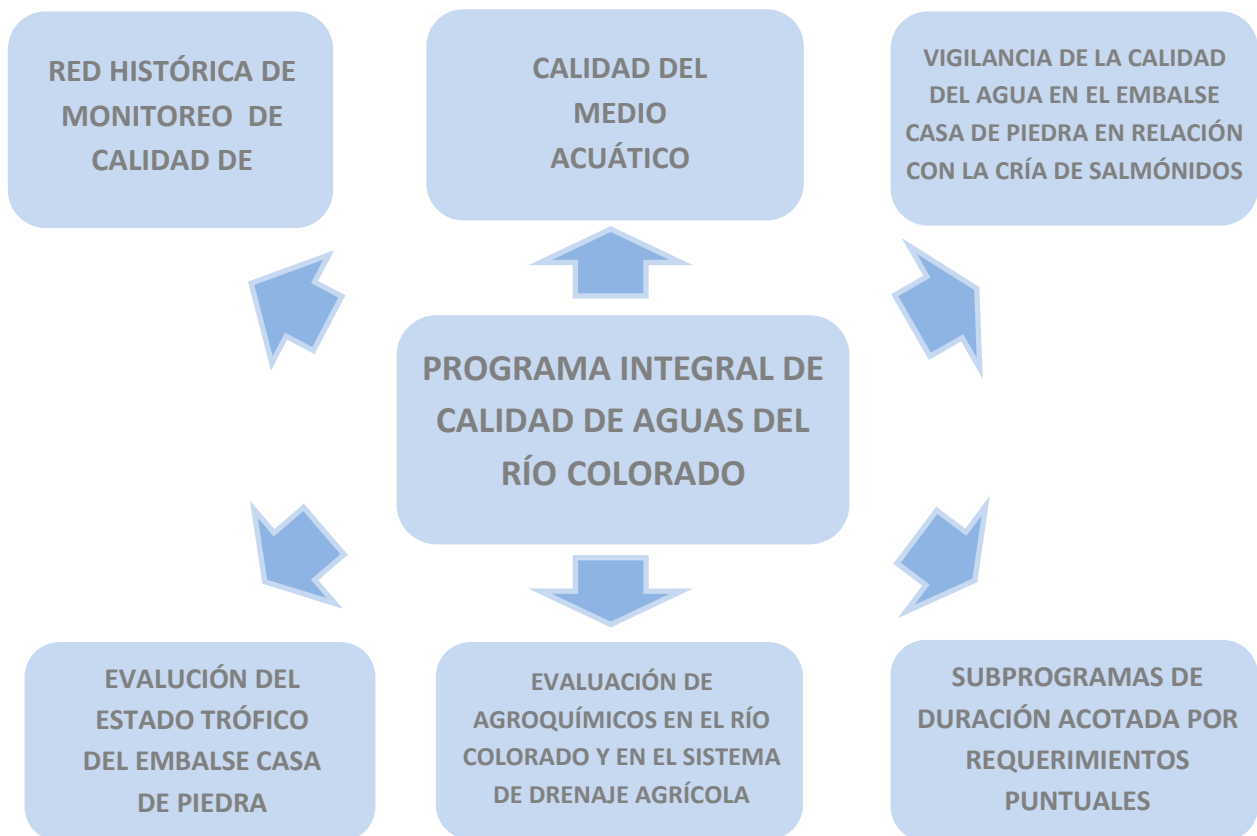 RED HISTÓRICA DE
MONITOREO DE
CALIDAD DE
CALIDAD DEL
MEDIO
ACUÁTICO
VIGILANCIA DE LA CALIDAD
DEL AGUA EN EL EMBALSE
CASA DE PIEDRA EN RELACIÓN
CON LA CRÍA DE SALMÓNIDOS
PROGRAMA INTEGRAL DE
CALIDAD DE AGUAS DEL
RÍO COLORADO
EVALUCIÓN DEL
ESTADO TRÓFICO
DEL EMBALSE CASA
DE PIEDRA
EVALUACIÓN DE
AGROQUÍMICOS EN EL RÍO
COLORADO Y EN EL SISTEMA
DE DRENAJE AGRÍCOLA
SUBPROGRAMAS DE
DURACIÓN ACOTADA POR
REQUERIMIENTOS
PUNTUALES